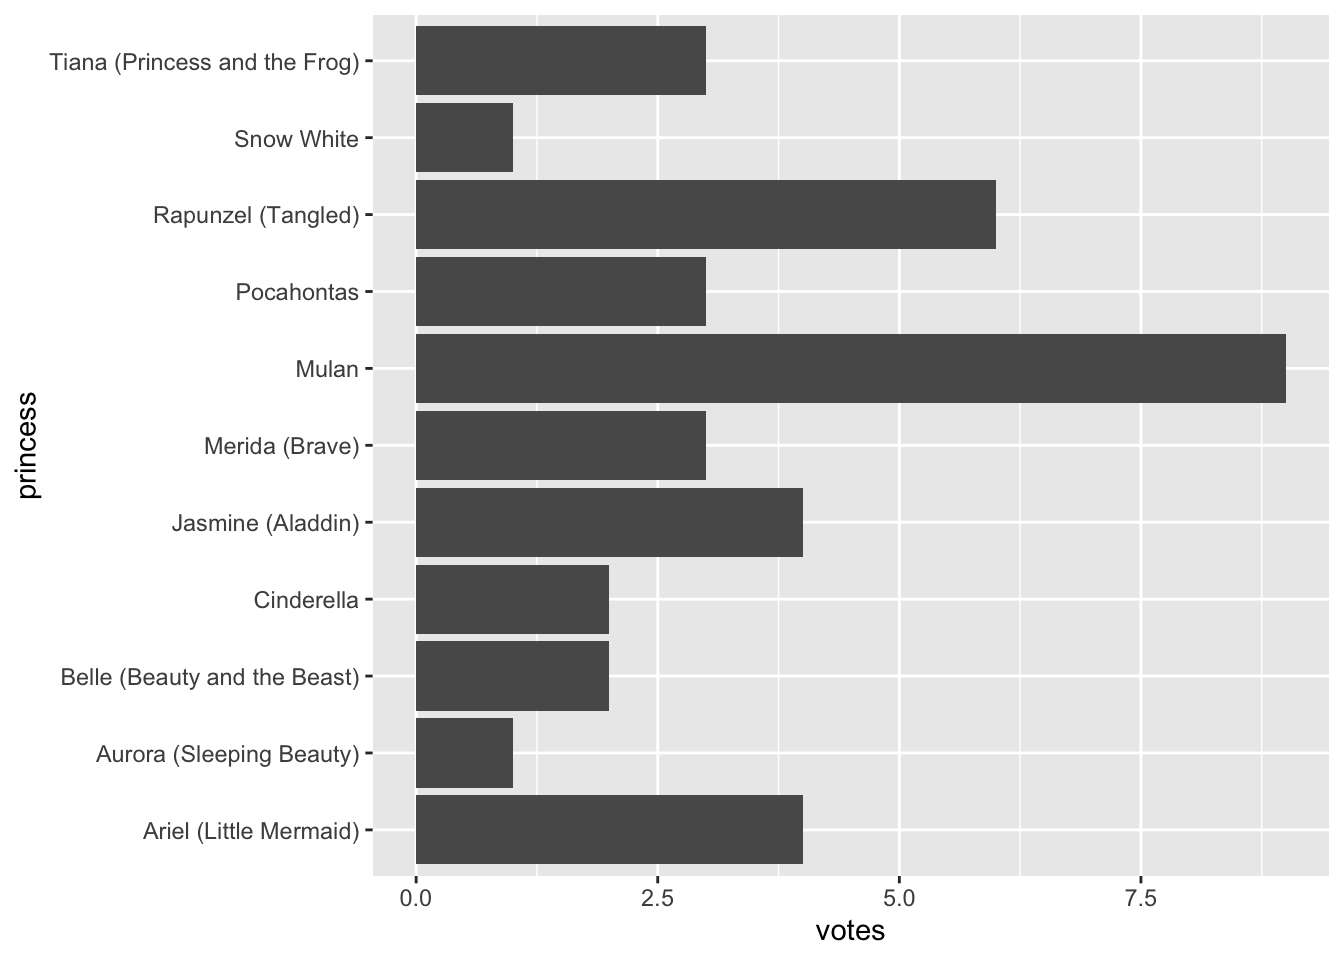 Tiana (Princess and the Frog)
Snow White
Rapunzel (Tangled)
Pocahontas
Mulan
Merida (Brave)
Jasmine (Aladdin)
Cinderella
Belle (Beauty and the Beast)
Aurora (Sleeping Beauty)
Ariel (Little Mermaid)
princess
0.0 2.5 5.0 7.5
votes